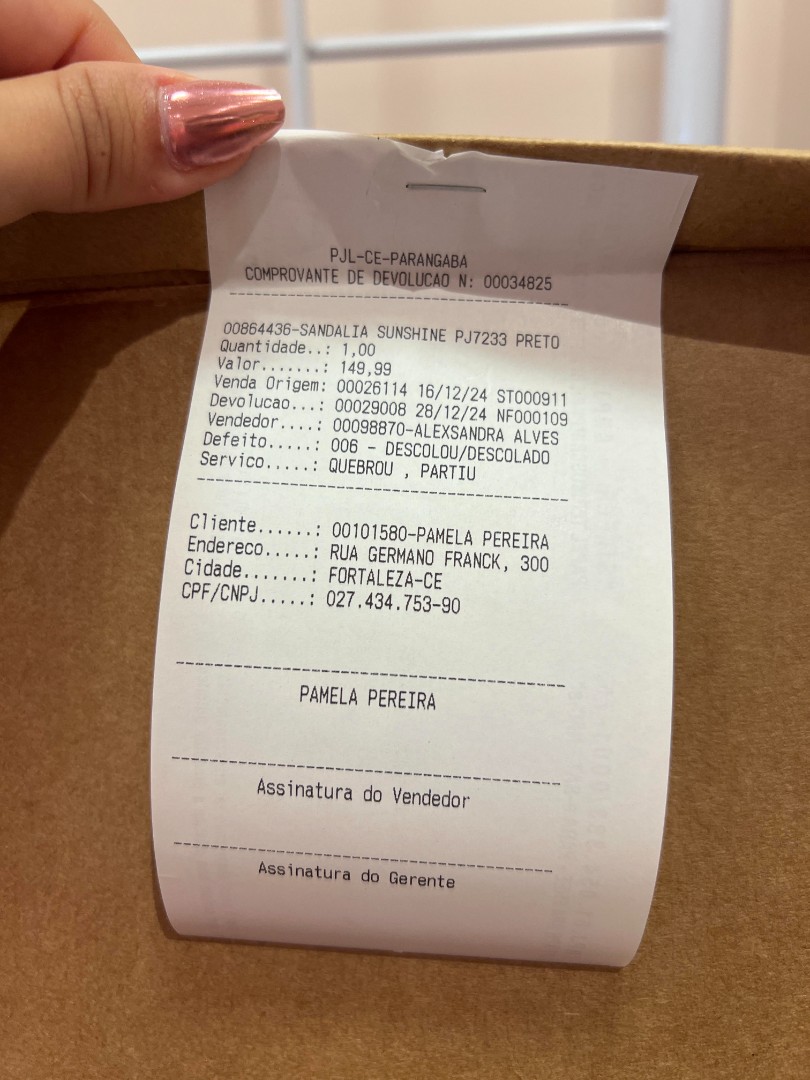 PJL-CE-PARANGABA
COMPROVANTE DE DEVOLUCAO N: 00034825
00864436-SANDALIA SUNSHINE PJ7233 PRETO
Quantidade..: 1,00
Valor.......: 149,99
Venda Origem: 00026114 16/12/24 ST000911
Devolucao...: 00029008 28/12/24 NF000109
Vendedor....: 00098870-ALEXSANDRA ALVES
Defeito.....: 006 - DESCOLOU/DESCOLADO
Servico.....: QUEBROU , PARTIU
Cliente......: 00101580-PAMELA PEREIRA
Endereco.....: RUA GERMANO FRANCK, 300
Cidade.......: FORTALEZA-CE
CPF/CNPJ.....: 027.434.753-90
PAMELA PEREIRA
Assinatura do Vendedor
Assinatura do Gerente